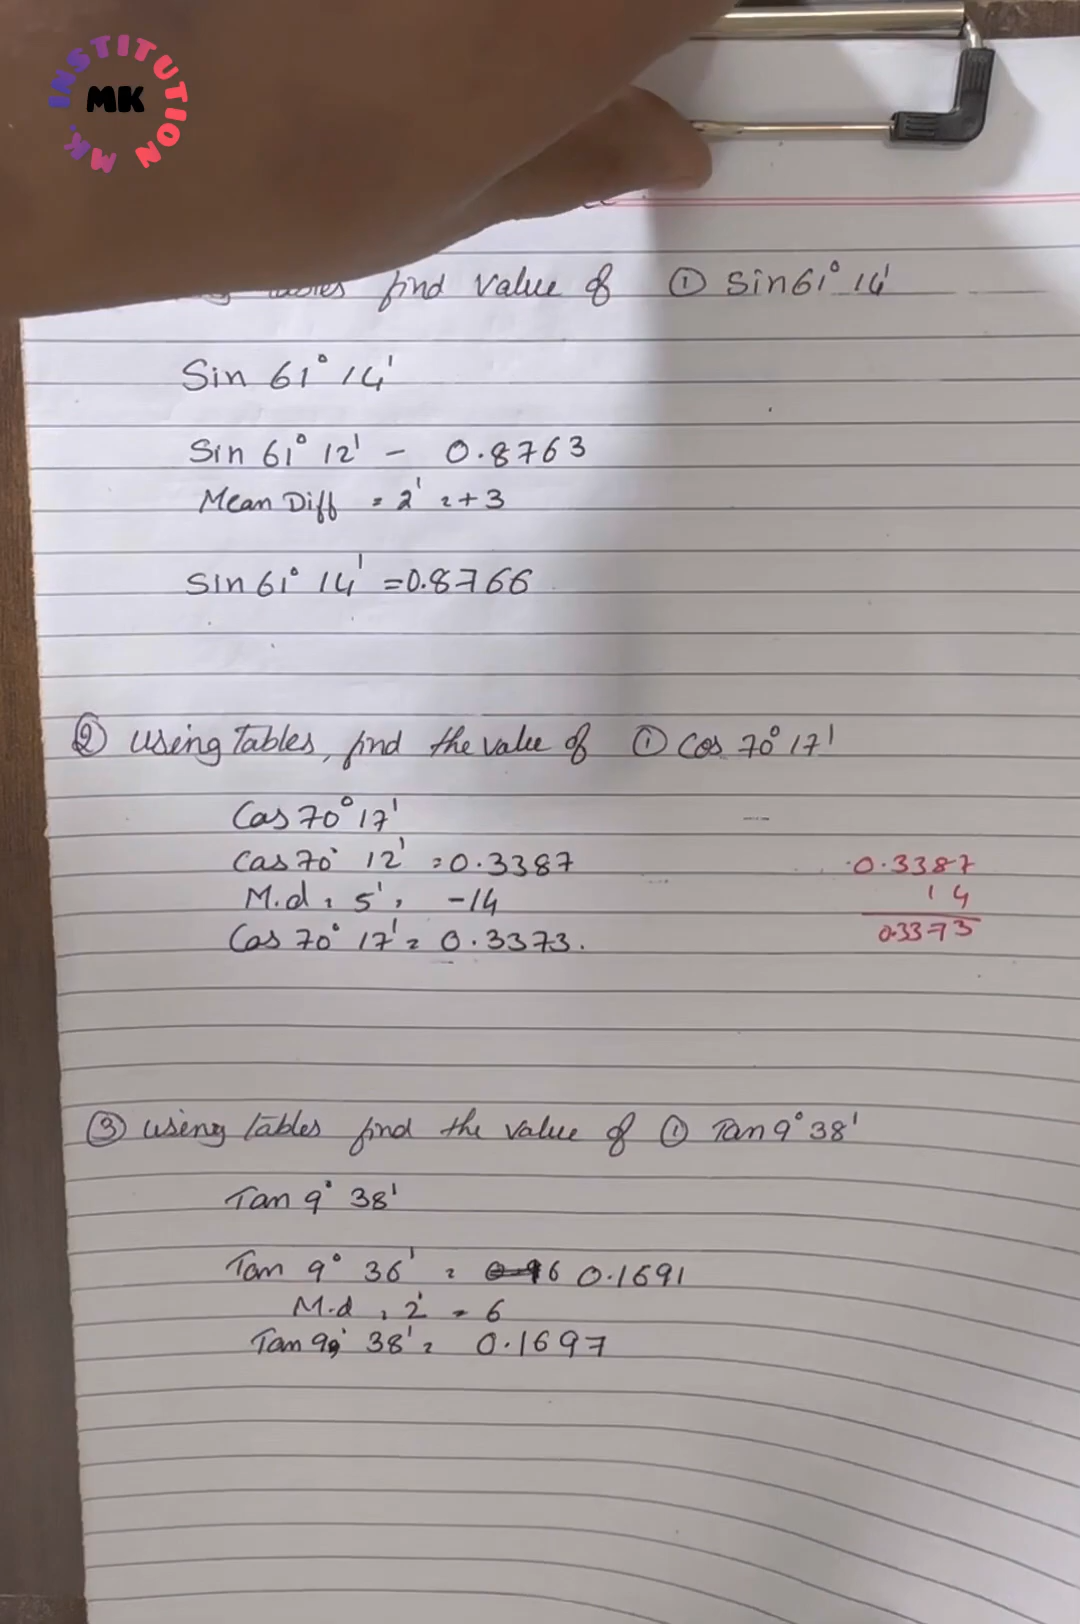 MK. INSTITUTION
MK
find value of ① Sin 61° 14'
Sin 61° 14'
Sin 61° 12' - 0.8763
Mean Diff = 2' = +3
Sin 61° 14' = 0.8766
② Using Tables, find the value of ① Cos 70° 17'
Cos 70° 17'
Cos 70° 12' = 0.3387
0.3387
M.d, 5', -14
14
Cos 70° 17' = 0.3373.
0.3373
③ Using tables find the value of ① Tan 9° 38'
Tan 9° 38'
Tan 9° 36' = 0.1691
M.d, 2' = 6
Tan 9° 38' = 0.1697